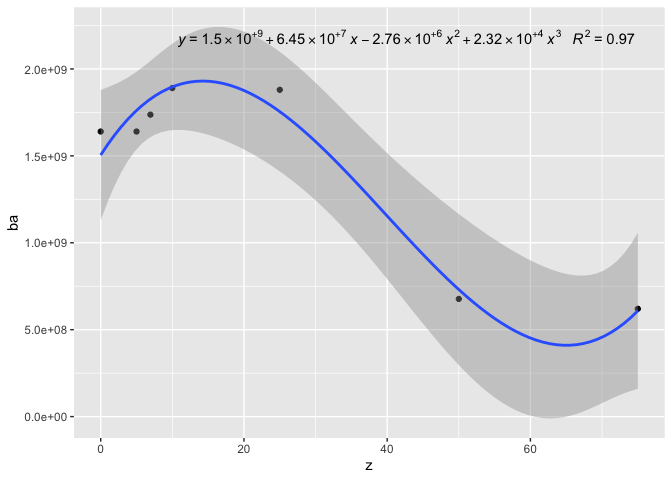 y = 1.5 × 10^+9 + 6.45 × 10^+7 x − 2.76 × 10^+6 x^2 + 2.32 × 10^+4 x^3 R^2 = 0.97
2.0e+09
1.5e+09
1.0e+09
5.0e+08
0.0e+00
ba
0 20 40 60
z